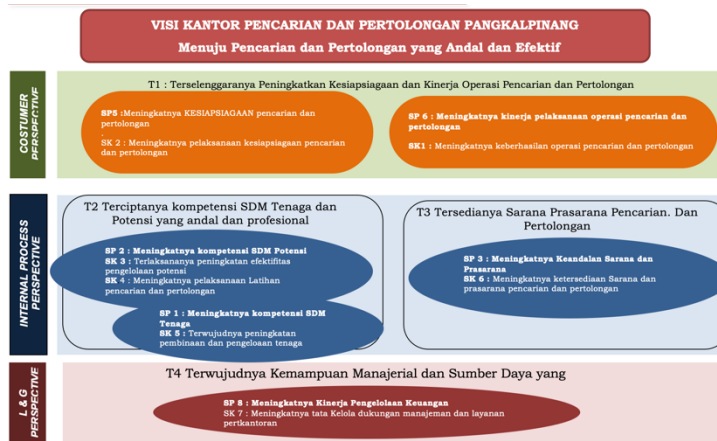 VISI KANTOR PENCARIAN DAN PERTOLONGAN PANGKALPINANG
Menuju Pencarian dan Pertolongan yang Andal dan Efektif
COSTUMER
PERSPECTIVE
T1 : Terselenggaranya Peningkatkan Kesiapsiagaan dan Kinerja Operasi Pencarian dan Pertolongan
SP5 :Meningkatnya KESIAPSIAGAAN pencarian dan
pertolongan
.
SK 2 : Meningkatnya pelaksanaan kesiapsiagaan pencarian
dan pertolongan
SP 6 : Meningkatnya kinerja pelaksanaan operasi pencarian dan
pertolongan
SK1 : Meningkatnya keberhasilan operasi pencarian dan pertolongan
INTERNAL PROCESS
PERSPECTIVE
T2 Terciptanya kompetensi SDM Tenaga dan
Potensi yang andal dan profesional
SP 2 : Meningkatnya kompetensi SDM Potensi
SK 3 : Terlaksananya peningkatan efektifitas
pengelolaan potensi
SK 4 : Meningkatnya pelaksanaan Latihan
pencarian dan pertolongan
SP 1 : Meningkatnya kompetensi SDM
Tenaga
SK 5 : Terwujudnya peningkatan
pembinaan dan pengeloaan tenaga
T3 Tersedianya Sarana Prasarana Pencarian. Dan
Pertolongan
SP 3 : Meningkatnya Keandalan Sarana dan
Prasarana
SK 6 : Meningkatnya ketersediaan Sarana dan
prasarana pencarian dan pertolongan
L & G
PERSPECTIVE
T4 Terwujudnya Kemampuan Manajerial dan Sumber Daya yang
SP 8 : Meningkatnya Kinerja Pengelolaan Keuangan
SK 7 : Meningkatnya tata Kelola dukungan manajeman dan layanan
pertkantoran